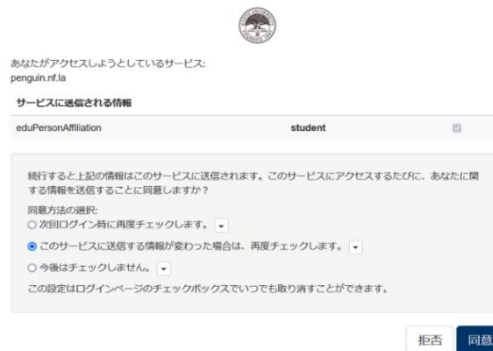 あなたがアクセスしようとしているサービス:
penguin.nf.la
サービスに送信される情報
eduPersonAffiliation student
続行すると上記の情報はこのサービスに送信されます。このサービスにアクセスするたびに、あなたに関
する情報を送信することに同意しますか？
同意方法の選択:
次回ログイン時に再度チェックします。
このサービスに送信する情報が変わった場合は、再度チェックします。
今後はチェックしません。
この設定はログインページのチェックボックスでいつでも取り消すことができます。
拒否 同意